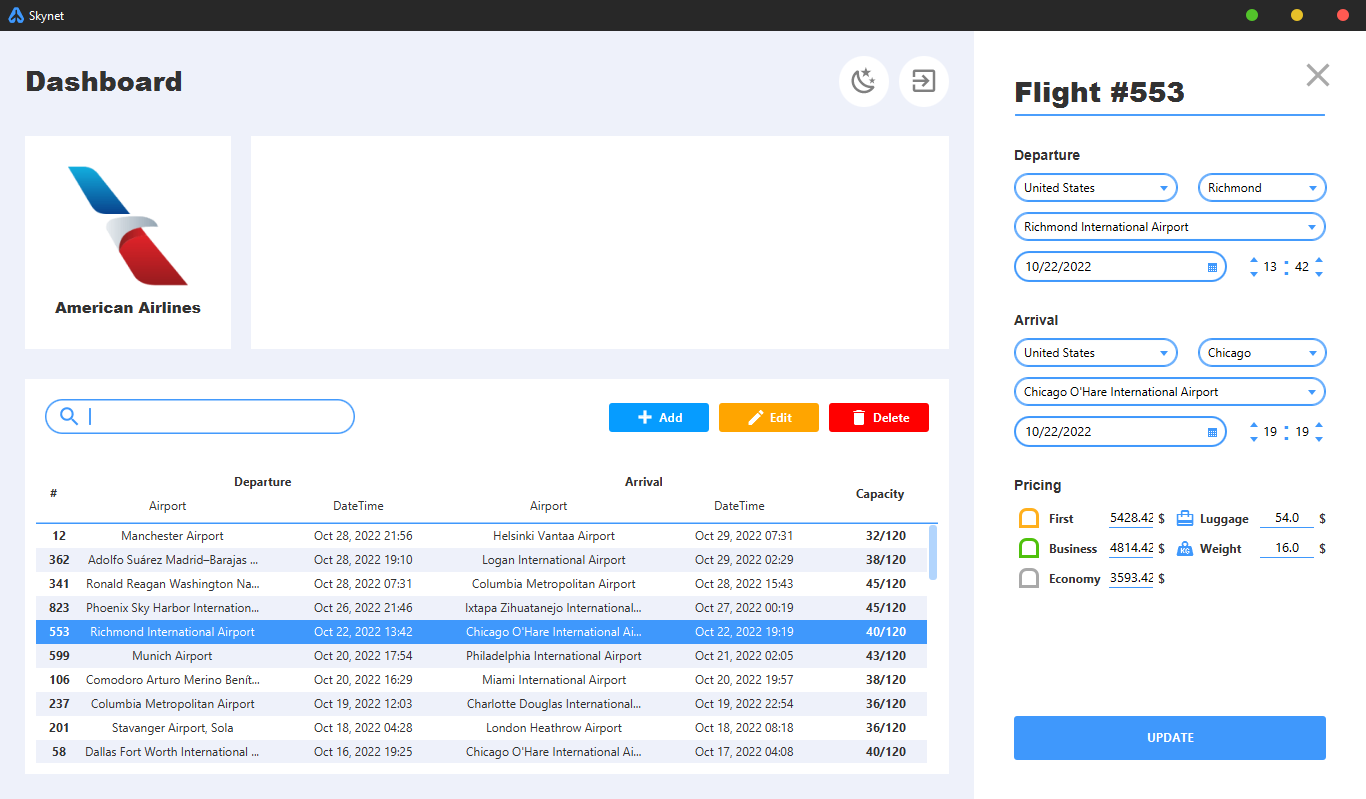 Skynet
Dashboard
American Airlines
Add
Edit
Delete
# Departure Arrival Capacity
Airport DateTime Airport DateTime
12 Manchester Airport Oct 28, 2022 21:56 Helsinki Vantaa Airport Oct 29, 2022 07:31 32/120
362 Adolfo Suárez Madrid–Barajas ... Oct 28, 2022 19:10 Logan International Airport Oct 29, 2022 02:29 38/120
341 Ronald Reagan Washington Na... Oct 28, 2022 07:31 Columbia Metropolitan Airport Oct 28, 2022 15:43 45/120
823 Phoenix Sky Harbor Internation... Oct 26, 2022 21:46 Ixtapa Zihuatanejo International... Oct 27, 2022 00:19 45/120
553 Richmond International Airport Oct 22, 2022 13:42 Chicago O'Hare International Ai... Oct 22, 2022 19:19 40/120
599 Munich Airport Oct 20, 2022 17:54 Philadelphia International Airport Oct 21, 2022 02:05 43/120
106 Comodoro Arturo Merino Benít... Oct 20, 2022 16:29 Miami International Airport Oct 20, 2022 19:57 38/120
237 Columbia Metropolitan Airport Oct 19, 2022 12:03 Charlotte Douglas International... Oct 19, 2022 22:54 36/120
201 Stavanger Airport, Sola Oct 18, 2022 04:28 London Heathrow Airport Oct 18, 2022 08:18 36/120
58 Dallas Fort Worth International ... Oct 16, 2022 19:25 Chicago O'Hare International Ai... Oct 17, 2022 04:08 40/120
Flight #553
Departure
United States Richmond
Richmond International Airport
10/22/2022 13 : 42
Arrival
United States Chicago
Chicago O'Hare International Airport
10/22/2022 19 : 19
Pricing
First 5428.42 $ Luggage 54.0 $
Business 4814.42 $ Weight 16.0 $
Economy 3593.42 $
UPDATE